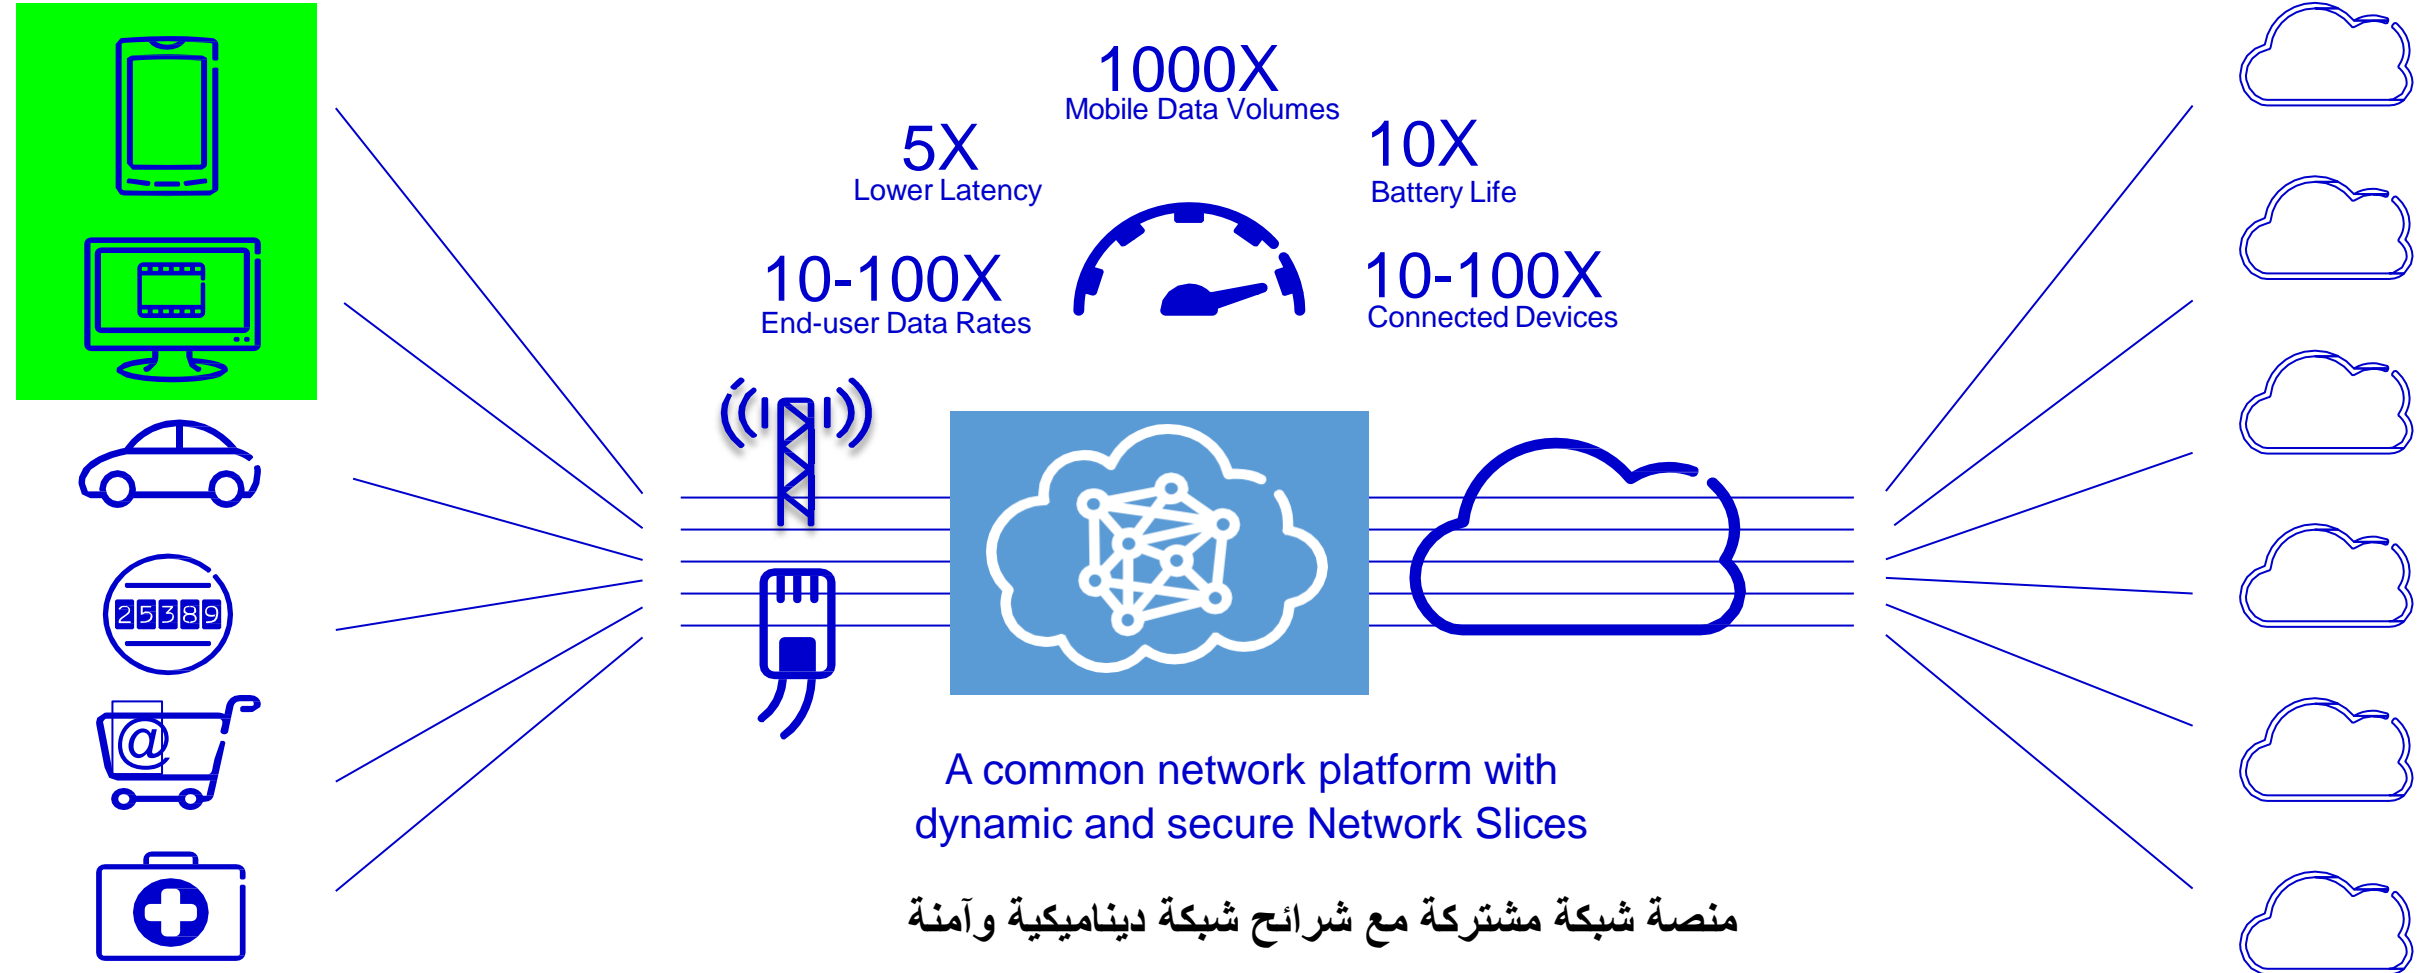 1000X
Mobile Data Volumes
5X
Lower Latency
10X
Battery Life
10-100X
End-user Data Rates
10-100X
Connected Devices
25389
@
A common network platform with
dynamic and secure Network Slices
منصة شبكة مشتركة مع شرائح شبكة ديناميكية وآمنة